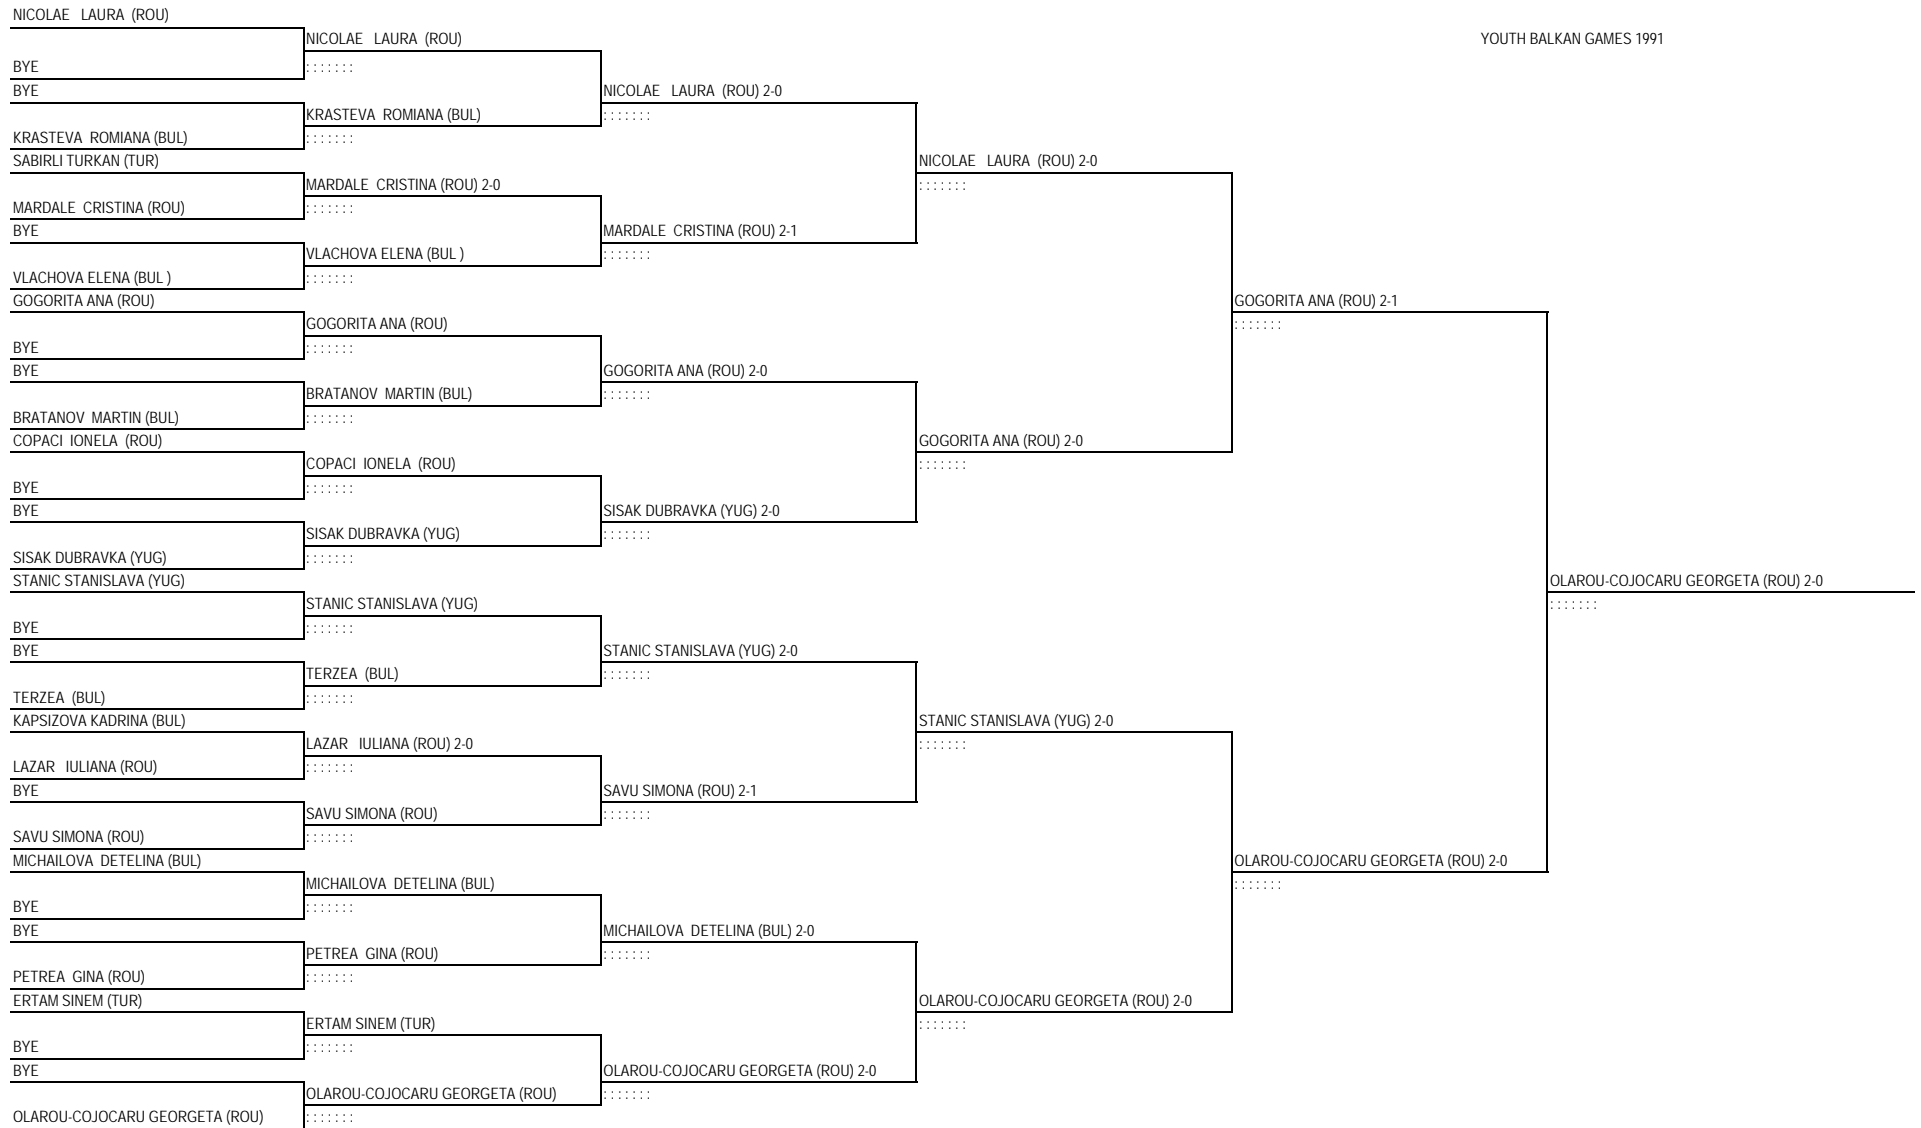 NICOLAE LAURA (ROU)
NICOLAE LAURA (ROU)
YOUTH BALKAN GAMES 1991
BYE
: : : : : : :
BYE
NICOLAE LAURA (ROU) 2-0
KRASTEVA ROMIANA (BUL)
: : : : : : :
KRASTEVA ROMIANA (BUL)
: : : : : : :
SABIRLI TURKAN (TUR)
NICOLAE LAURA (ROU) 2-0
MARDALE CRISTINA (ROU) 2-0
: : : : : : :
MARDALE CRISTINA (ROU)
: : : : : : :
BYE
MARDALE CRISTINA (ROU) 2-1
VLACHOVA ELENA (BUL )
: : : : : : :
VLACHOVA ELENA (BUL )
: : : : : : :
GOGORITA ANA (ROU)
GOGORITA ANA (ROU) 2-1
GOGORITA ANA (ROU)
: : : : : : :
BYE
: : : : : : :
BYE
GOGORITA ANA (ROU) 2-0
BRATANOV MARTIN (BUL)
: : : : : : :
BRATANOV MARTIN (BUL)
: : : : : : :
COPACI IONELA (ROU)
GOGORITA ANA (ROU) 2-0
COPACI IONELA (ROU)
: : : : : : :
BYE
: : : : : : :
BYE
SISAK DUBRAVKA (YUG) 2-0
SISAK DUBRAVKA (YUG)
: : : : : : :
SISAK DUBRAVKA (YUG)
: : : : : : :
STANIC STANISLAVA (YUG)
OLAROU-COJOCARU GEORGETA (ROU) 2-0
STANIC STANISLAVA (YUG)
: : : : : : :
BYE
: : : : : : :
BYE
STANIC STANISLAVA (YUG) 2-0
TERZEA (BUL)
: : : : : : :
TERZEA (BUL)
: : : : : : :
KAPSIZOVA KADRINA (BUL)
STANIC STANISLAVA (YUG) 2-0
LAZAR IULIANA (ROU) 2-0
: : : : : : :
LAZAR IULIANA (ROU)
: : : : : : :
BYE
SAVU SIMONA (ROU) 2-1
SAVU SIMONA (ROU)
: : : : : : :
SAVU SIMONA (ROU)
: : : : : : :
MICHAILOVA DETELINA (BUL)
OLAROU-COJOCARU GEORGETA (ROU) 2-0
MICHAILOVA DETELINA (BUL)
: : : : : : :
BYE
: : : : : : :
BYE
MICHAILOVA DETELINA (BUL) 2-0
PETREA GINA (ROU)
: : : : : : :
PETREA GINA (ROU)
: : : : : : :
ERTAM SINEM (TUR)
OLAROU-COJOCARU GEORGETA (ROU) 2-0
ERTAM SINEM (TUR)
: : : : : : :
BYE
: : : : : : :
BYE
OLAROU-COJOCARU GEORGETA (ROU) 2-0
OLAROU-COJOCARU GEORGETA (ROU)
: : : : : : :
OLAROU-COJOCARU GEORGETA (ROU)
: : : : : : :